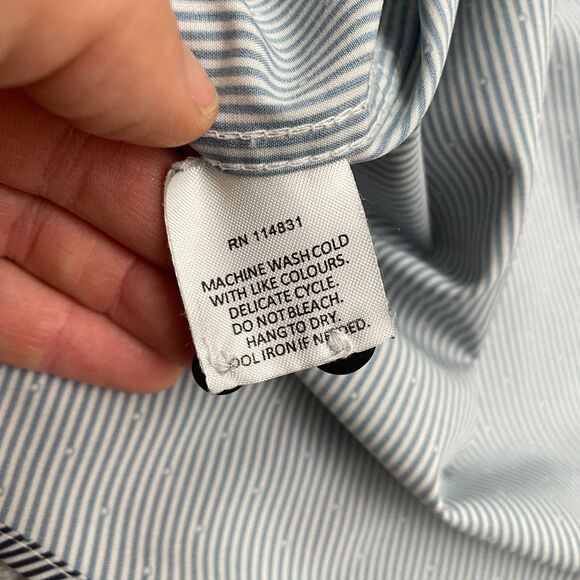 RN 114831
MACHINE WASH COLD
WITH LIKE COLOURS.
DELICATE CYCLE.
DO NOT BLEACH.
HANG TO DRY.
COOL IRON IF NEEDED.